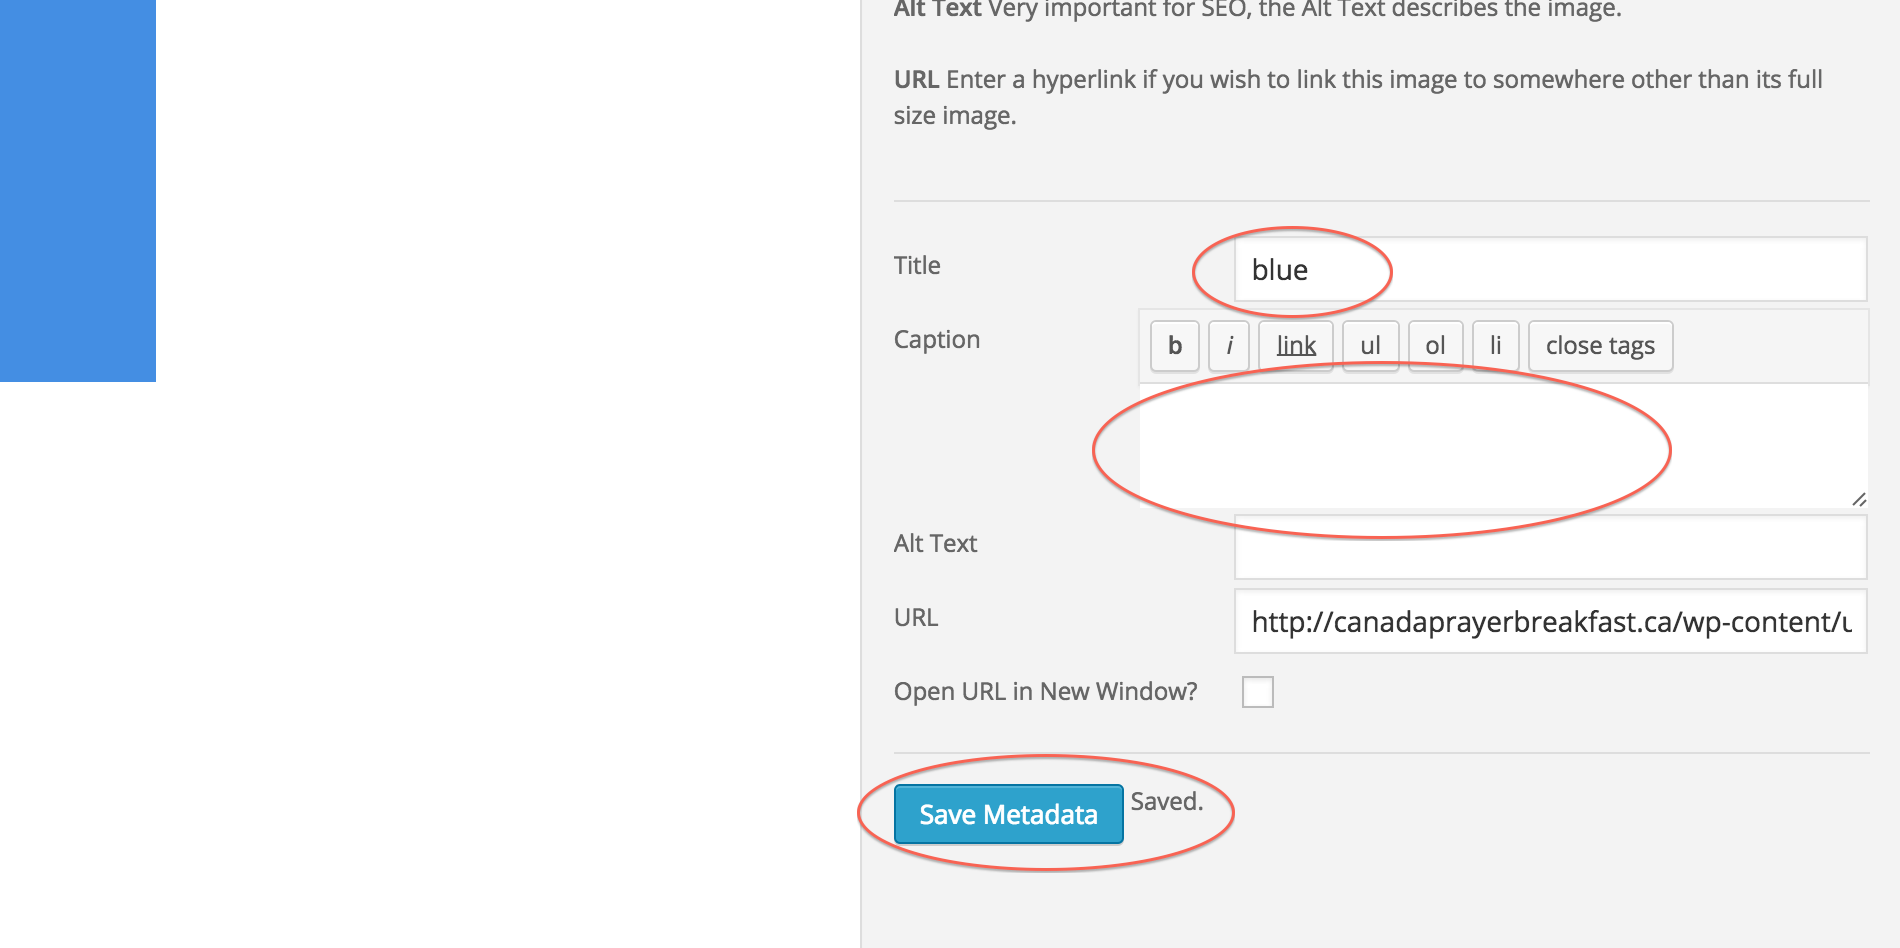 Alt Text Very important for SEO, the Alt Text describes the image.
URL Enter a hyperlink if you wish to link this image to somewhere other than its full
size image.
Title
blue
Caption
b i link ul ol li close tags
Alt Text
URL
http://canadaprayerbreakfast.ca/wp-content/u
Open URL in New Window?
Save Metadata Saved.